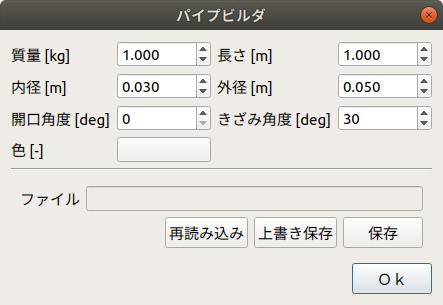 パイプビルダ
質量 [kg] 1.000 長さ [m] 1.000
内径 [m] 0.030 外径 [m] 0.050
開口角度 [deg] 0 きざみ角度 [deg] 30
色 [-]
ファイル
再読み込み 上書き保存 保存
Ｏｋ